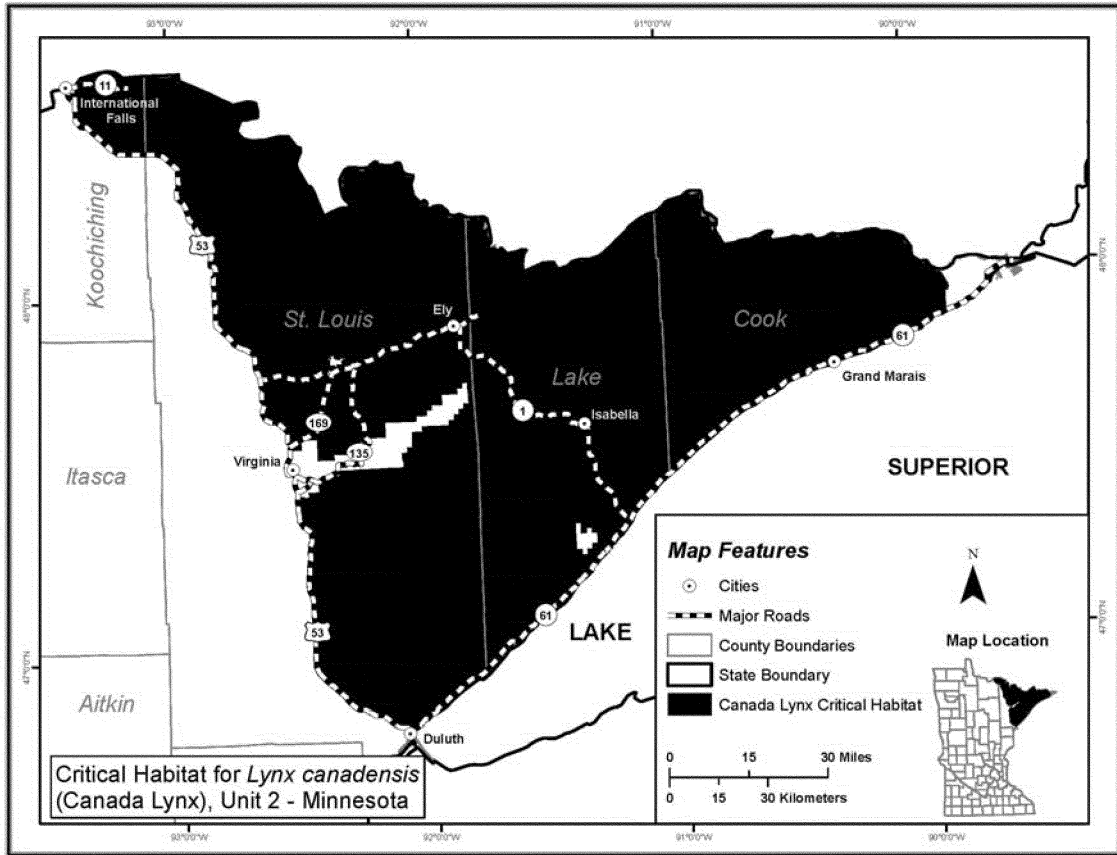 93°0'0"W
92°0'0"W
91°0'0"W
90°0'0"W
11
International
Falls
Koochiching
53
48°0'0"N
48°0'0"N
St. Louis
Ely
Cook
61
Lake
Grand Marais
1
Isabella
169
135
Virginia
Itasca
SUPERIOR
Map Features
N
Cities
61
Major Roads
47°0'0"N
53
LAKE
County Boundaries
Map Location
State Boundary
47°0'0"N
Aitkin
Canada Lynx Critical Habitat
Duluth
0 15 30 Miles
0 15 30 Kilometers
Critical Habitat for Lynx canadensis
(Canada Lynx), Unit 2 - Minnesota
93°0'0"W
92°0'0"W
91°0'0"W
90°0'0"W